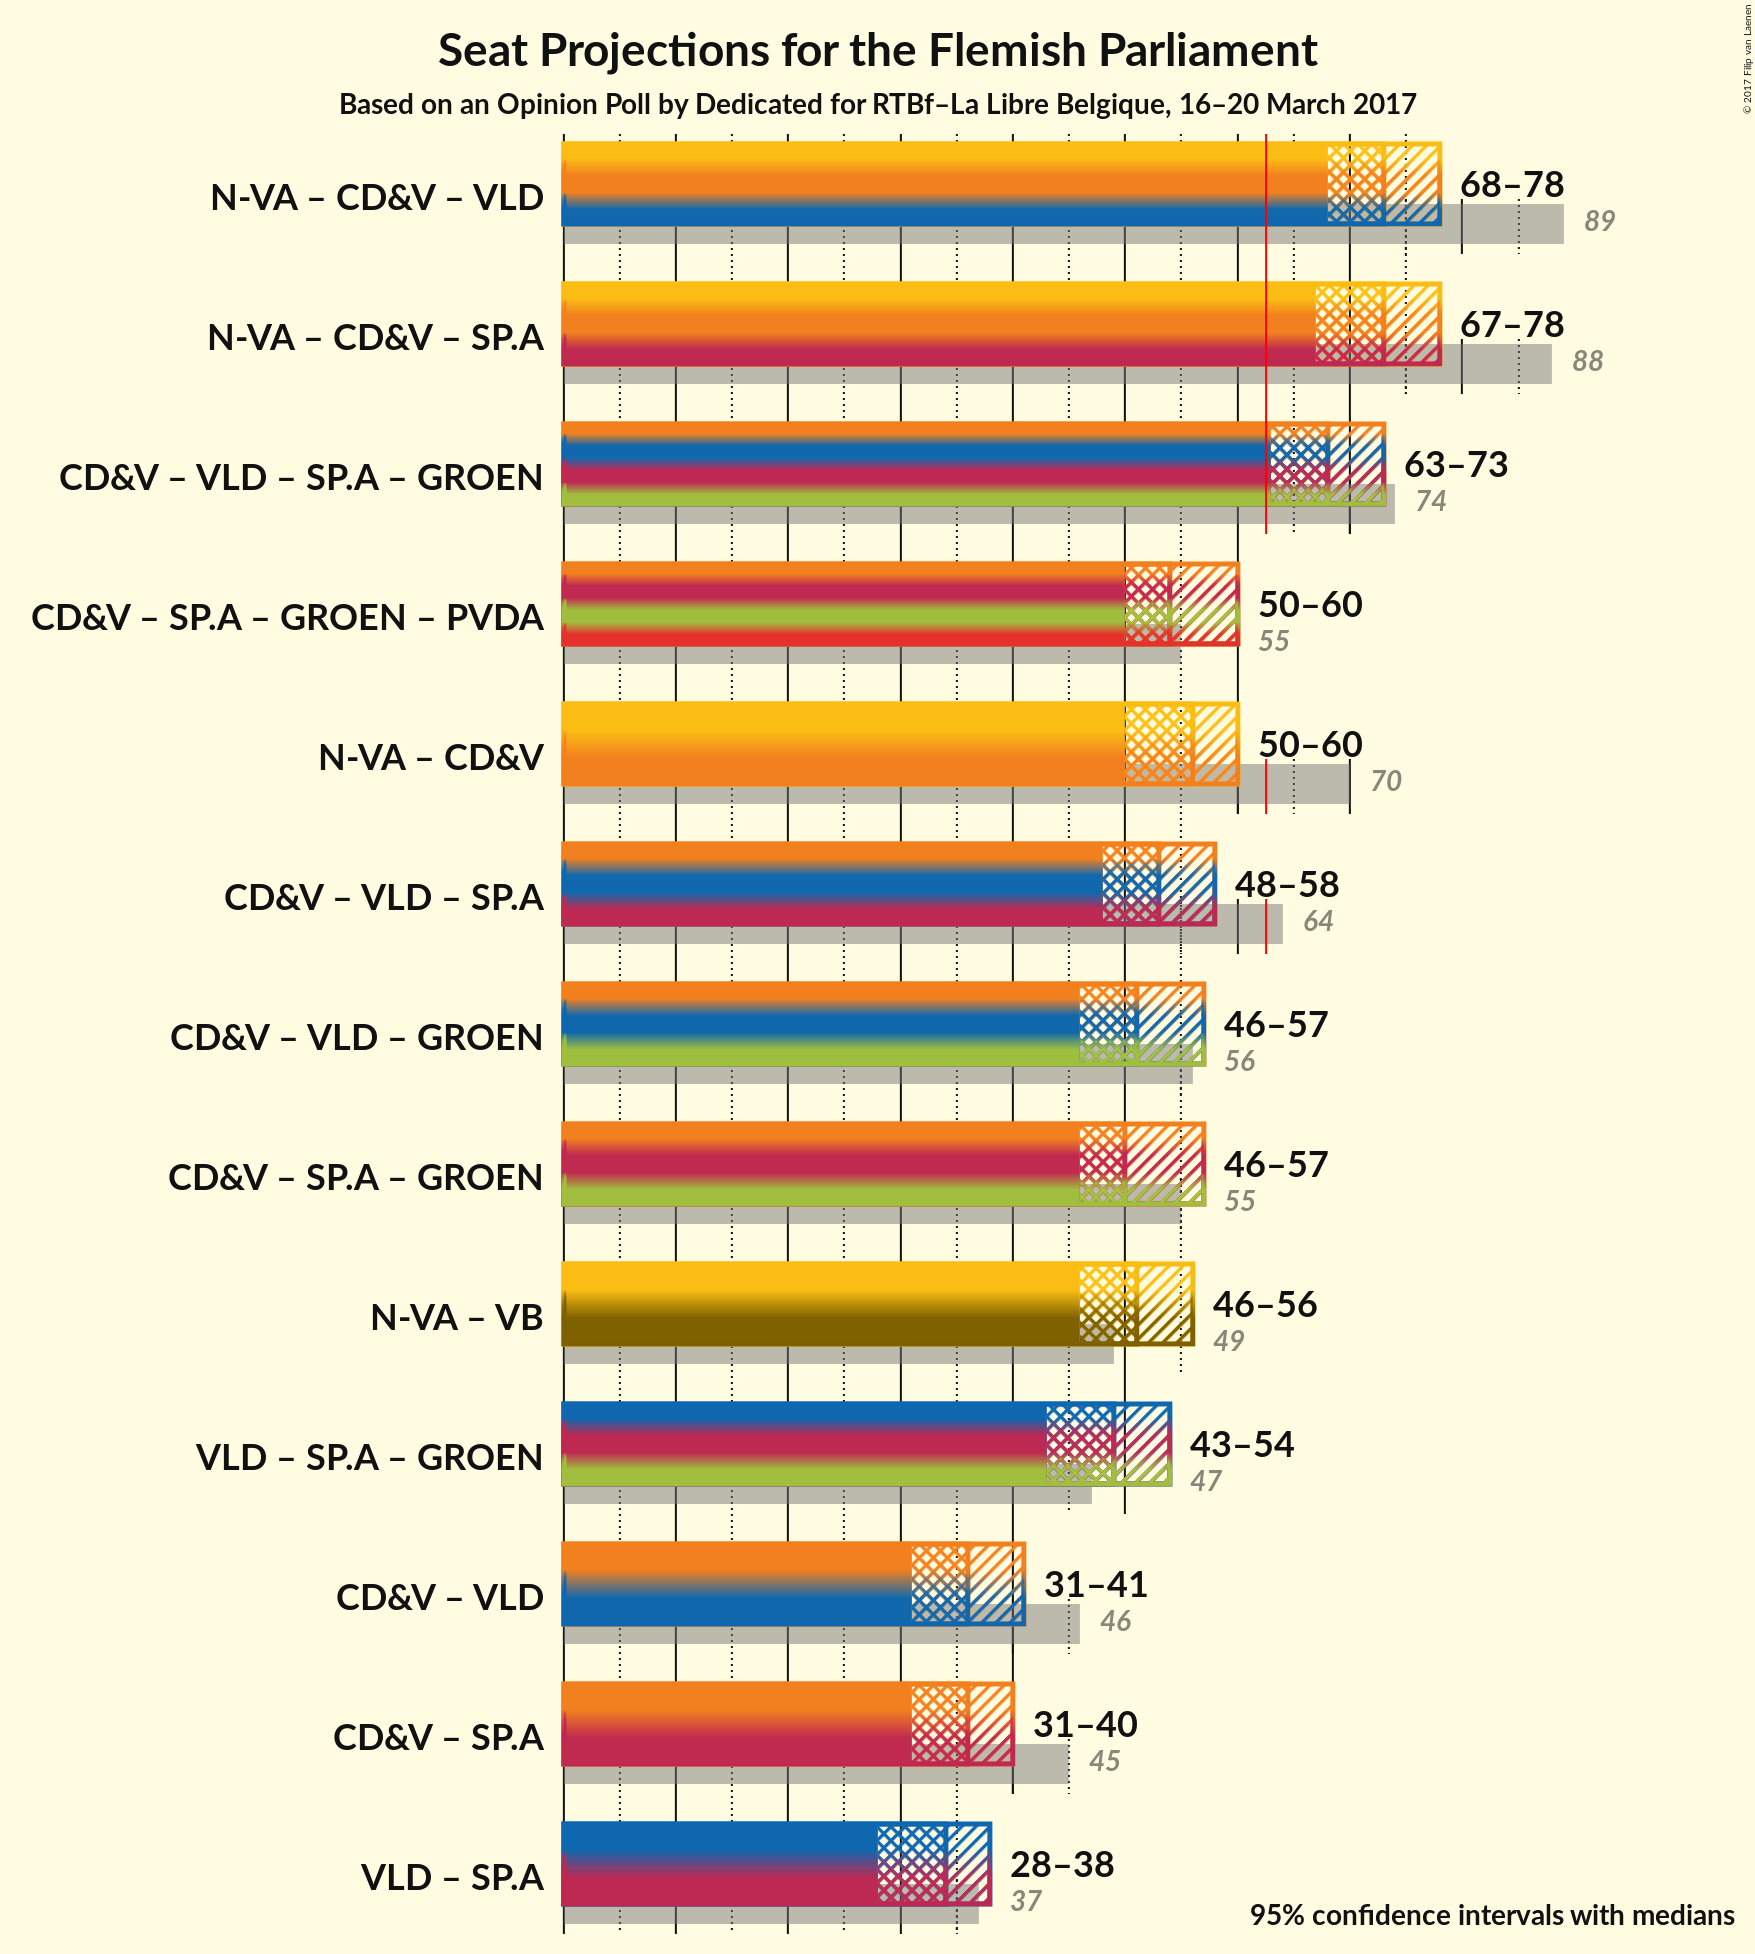 Seat Projections for the Flemish Parliament
Based on an Opinion Poll by Dedicated for RTBf–La Libre Belgique, 16–20 March 2017
© 2017 Filip van Laenen
N-VA – CD&V – VLD
68–78
89
N-VA – CD&V – SP.A
67–78
88
CD&V – VLD – SP.A – GROEN
63–73
74
CD&V – SP.A – GROEN – PVDA
50–60
55
N-VA – CD&V
50–60
70
CD&V – VLD – SP.A
48–58
64
CD&V – VLD – GROEN
46–57
56
CD&V – SP.A – GROEN
46–57
55
N-VA – VB
46–56
49
VLD – SP.A – GROEN
43–54
47
CD&V – VLD
31–41
46
CD&V – SP.A
31–40
45
VLD – SP.A
28–38
37
95% confidence intervals with medians